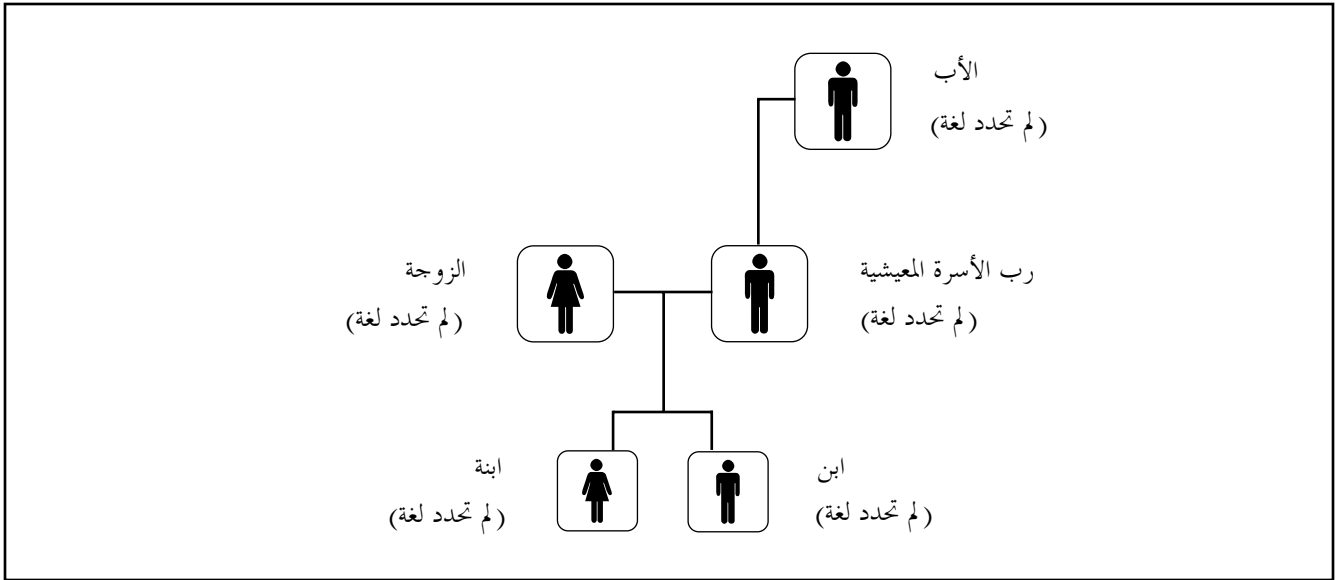 الأب
(لم تحدد لغة)
رب الأسرة المعيشية
(لم تحدد لغة)
الزوجة
(لم تحدد لغة)
ابن
(لم تحدد لغة)
ابنة
(لم تحدد لغة)